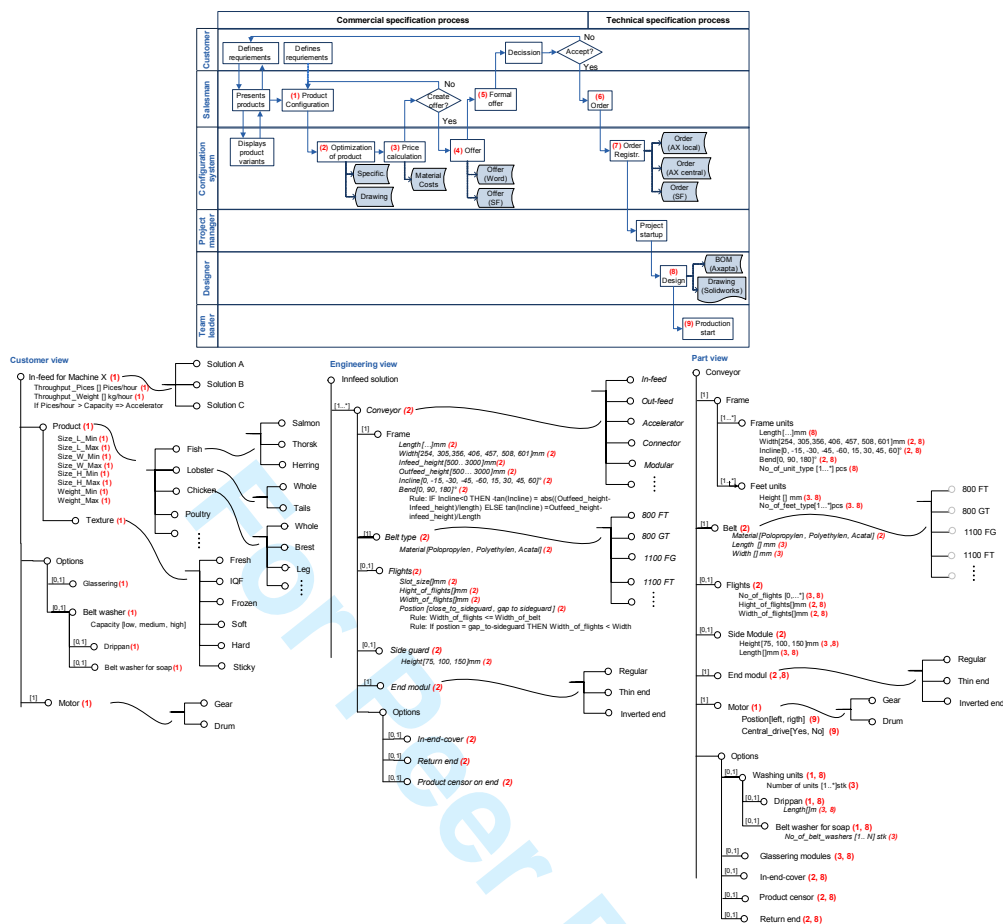 Commercial specification process
Technical specification process
Customer
Defines
requriements
Defines
requriements
Decission
Accept?
No
Yes
Salesman
Presents
products
(1) Product
Configuration
Create
offer?
No
Yes
(5) Formal
offer
(6)
Order
Configuration
system
Displays
product
variants
(2) Optimization
of product
(3) Price
calculation
(4) Offer
(7) Order
Registr.
Specific.
Drawing
Material
Costs
Offer
(Word)
Offer
(SF)
Order
(AX local)
Order
(AX central)
Order
(SF)
Project
manager
Project
startup
Designer
(8)
Design
BOM
(Axapta)
Drawing
(Solidworks)
Team
leader
(9) Production
start
Customer view
In-feed for Machine X (1)
Throughput_Pices [] Pices/hour (1)
Throughput_Weight [] kg/hour (1)
If Pices/hour > Capacity => Accelerator
Solution A
Solution B
Solution C
Product (1)
Size_L_Min (1)
Size_L_Max (1)
Size_W_Min (1)
Size_W_Max (1)
Size_H_Min (1)
Size_H_Max (1)
Weight_Min (1)
Weight_Max (1)
Fish
Lobster
Chicken
Poultry
Salmon
Thorsk
Herring
Whole
Tails
Whole
Brest
Leg
Texture (1)
Fresh
IQF
Frozen
Soft
Hard
Sticky
Options
[0,1]
Glassering (1)
[0,1]
Belt washer (1)
Capacity [low, medium, high]
[0,1]
Drippan (1)
[0,1]
Belt washer for soap (1)
[1]
Motor (1)
Gear
Drum
Engineering view
Innfeed solution
[1..*]
Conveyor (2)
In-feed
Out-feed
Accelerator
Connector
Modular
[1]
Frame
Length [...]mm (2)
Width[254, 305,356, 406, 457, 508, 601]mm (2)
Infeed_height[500... 3000]mm (2)
Outfeed_height[500... 3000]mm (2)
Incline[0, -15, -30, -45, -60, 15, 30, 45, 60]° (2)
Bend[0, 90, 180]° (2)
Rule: IF Incline<0 THEN -tan(Incline) = abs((Outfeed_height-
Infeed_height)/length) ELSE tan(Incline) =Outfeed_height-
infeed_height)/Length
[1]
Belt type (2)
Material[Polopropylen, Polyethylen, Acatal] (2)
800 FT
800 GT
1100 FG
1100 FT
[0,1]
Flights(2)
Slot_size[]mm (2)
Hight_of_flights[]mm (2)
Width_of_flights[]mm (2)
Postion [close_to_sideguard, gap to sideguard] (2)
Rule: Width_of_flights <= Width_of_belt
Rule: If postion = gap_to-sideguard THEN Width_of_flights < Width
[0,1]
Side guard (2)
Height[75, 100, 150]mm (2)
[1]
End modul (2)
Regular
Thin end
Inverted end
Options
[0,1]
In-end-cover (2)
[0,1]
Return end (2)
[0,1]
Product censor on end (2)
Part view
Conveyor
[1]
Frame
[1..*]
Frame units
Length [...]mm (8)
Width[254, 305,356, 406, 457, 508, 601]mm (2, 8)
Incline[0, -15, -30, -45, -60, 15, 30, 45, 60]° (2, 8)
Bend[0, 90, 180]° (2, 8)
No_of_unit_type [1...*] pcs (8)
[1..*]
Feet units
Height [] mm (3. 8)
No_of_feet_type[1...*]pcs (3. 8)
[1]
Belt (2)
Material[Polopropylen, Polyethylen, Acatal] (2)
Length [] mm (3)
Width [] mm (3)
800 FT
800 GT
1100 FG
1100 FT
[0,1]
Flights (2)
No_of_flights [0,...*] (3, 8)
Hight_of_flights[]mm (2, 8)
Width_of_flights[]mm (2, 8)
[0,1]
Side Module (2)
Height[75, 100, 150]mm (3 ,8)
Length[]mm (3, 8)
[1]
End modul (2 ,8)
Regular
Thin end
Inverted end
[1]
Motor (1)
Postion[left, rigth] (9)
Central_drive[Yes, No] (9)
Gear
Drum
Options
[0,1]
Washing units (1, 8)
Number of units [1..*]stk (3)
[0,1]
Drippan (1, 8)
Length[]m (3, 8)
[0,1]
Belt washer for soap (1, 8)
No_of_belt_washers [1.. N] stk (3)
[0,1]
Glassering modules (3, 8)
[0,1]
In-end-cover (2, 8)
[0,1]
Product censor (2, 8)
[0,1]
Return end (2, 8)
For Peer R